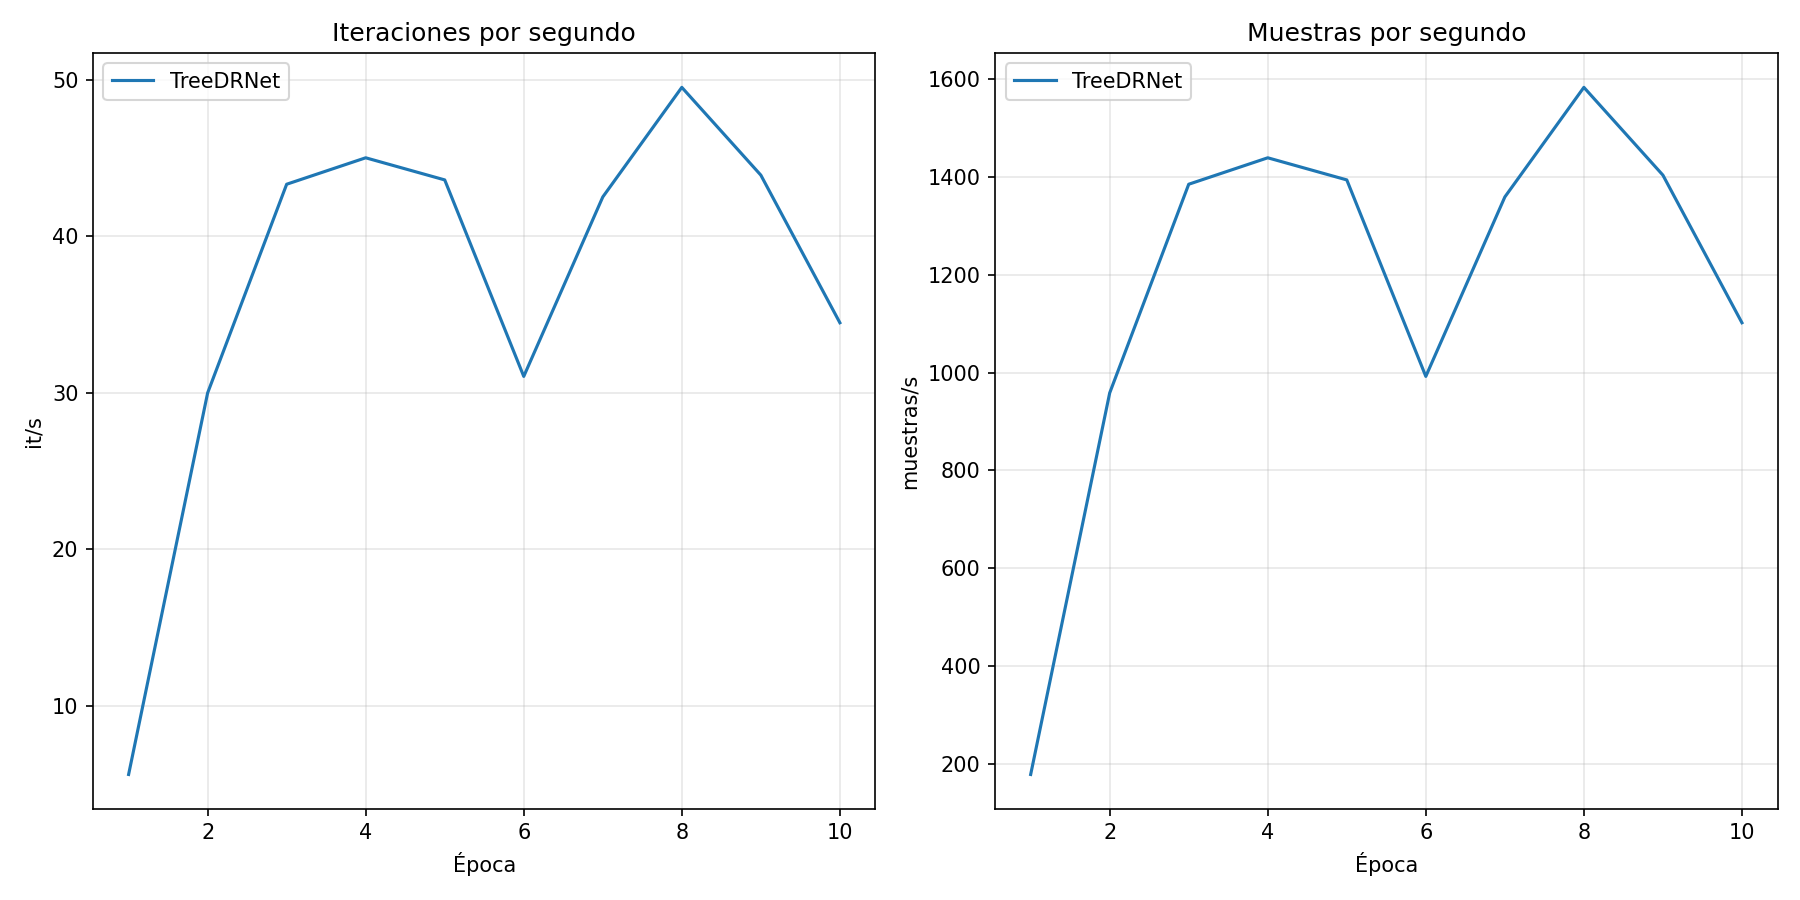 Iteraciones por segundo
TreeDRNet
50
40
30
20
10
it/s
2 4 6 8 10
Época
Muestras por segundo
TreeDRNet
1600
1400
1200
1000
800
600
400
200
muestras/s
2 4 6 8 10
Época